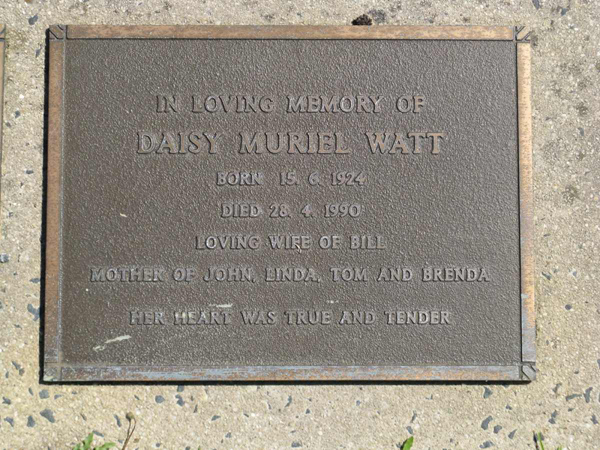 IN LOVING MEMORY OF
DAISY MURIEL WATT
BORN 15. 6. 1924
DIED 28. 4. 1990
LOVING WIFE OF BILL
MOTHER OF JOHN, LINDA, TOM AND BRENDA
HER HEART WAS TRUE AND TENDER